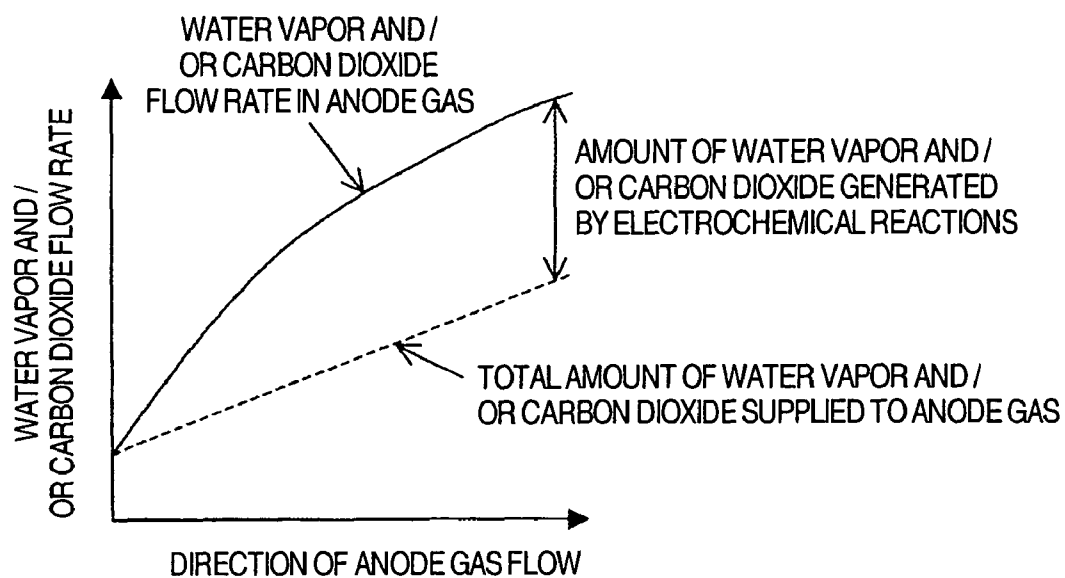 WATER VAPOR AND /
OR CARBON DIOXIDE
FLOW RATE IN ANODE GAS
WATER VAPOR AND /
OR CARBON DIOXIDE FLOW RATE
AMOUNT OF WATER VAPOR AND /
OR CARBON DIOXIDE GENERATED
BY ELECTROCHEMICAL REACTIONS
TOTAL AMOUNT OF WATER VAPOR AND /
OR CARBON DIOXIDE SUPPLIED TO ANODE GAS
DIRECTION OF ANODE GAS FLOW